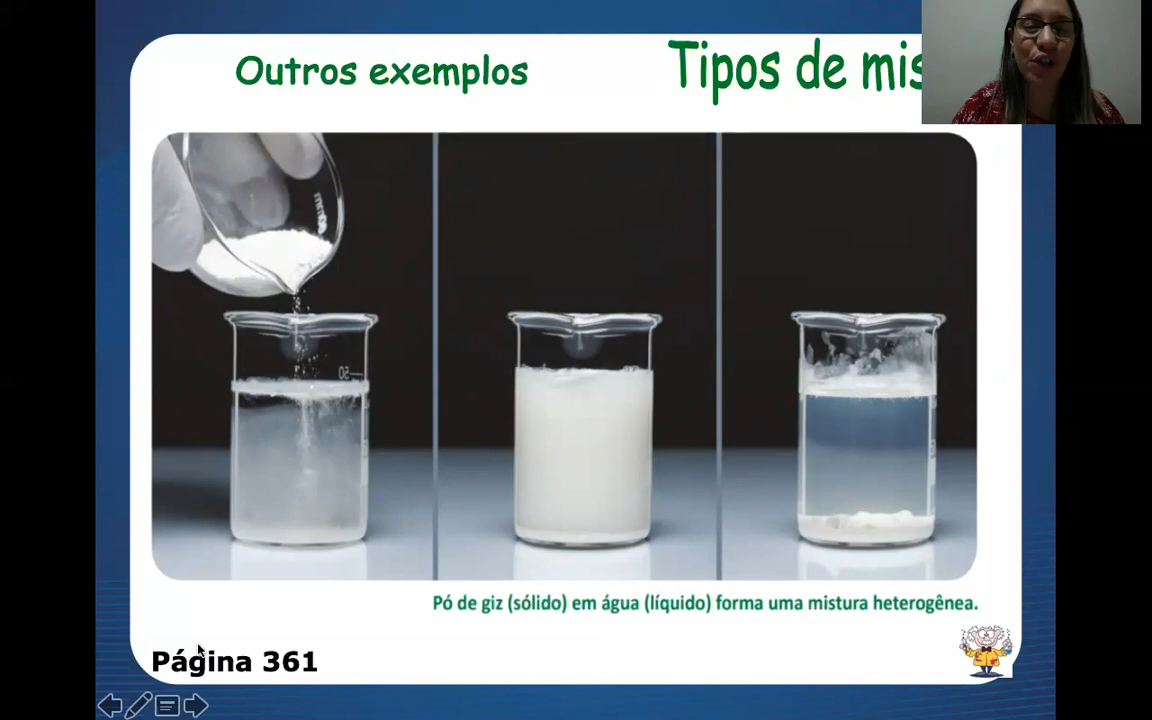 Outros exemplos
Tipos de mis
50
Pó de giz (sólido) em água (líquido) forma uma mistura heterogênea.
Página 361